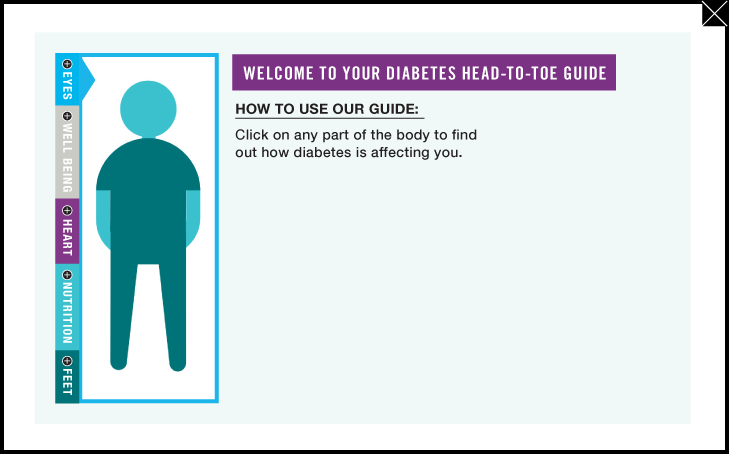 WELCOME TO YOUR DIABETES HEAD-TO-TOE GUIDE
HOW TO USE OUR GUIDE:
Click on any part of the body to find
out how diabetes is affecting you.
EYES
WELL BEING
HEART
NUTRITION
FEET